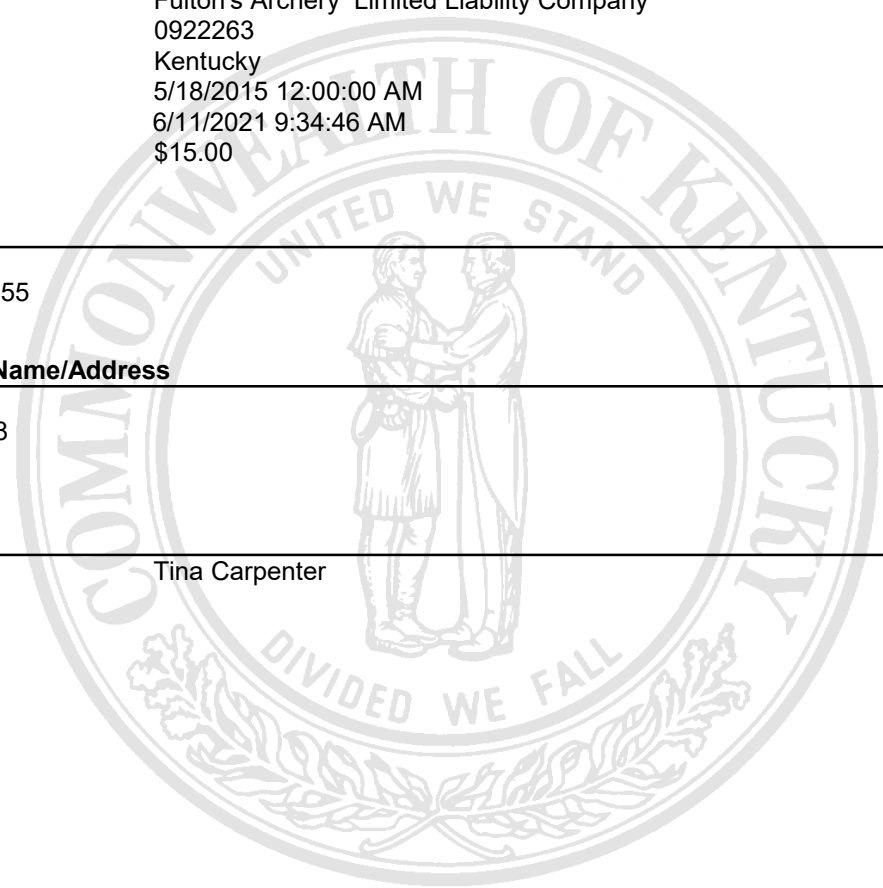 Fulton's Archery Limited Liability Company
0922263
Kentucky
5/18/2015 12:00:00 AM
6/11/2021 9:34:46 AM
$15.00
55
Name/Address
3
Tina Carpenter
COMMONWEALTH OF KENTUCKY
UNITED WE STAND
DIVIDED WE FALL